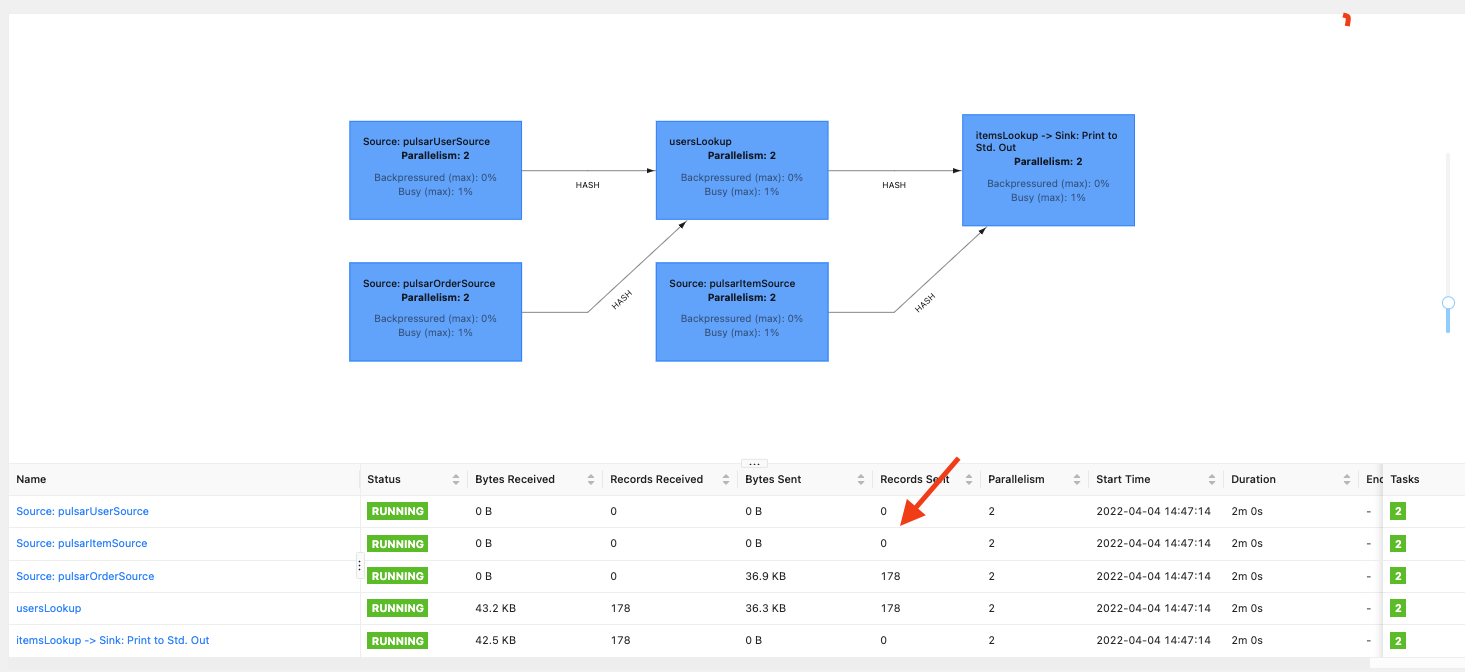 Source: pulsarUserSource
Parallelism: 2
Backpressured (max): 0%
Busy (max): 1%
HASH
usersLookup
Parallelism: 2
Backpressured (max): 0%
Busy (max): 1%
HASH
itemsLookup -> Sink: Print to
Std. Out
Parallelism: 2
Backpressured (max): 0%
Busy (max): 1%
Source: pulsarOrderSource
Parallelism: 2
Backpressured (max): 0%
Busy (max): 1%
HASH
Source: pulsarItemSource
Parallelism: 2
Backpressured (max): 0%
Busy (max): 1%
HASH
Name Status Bytes Received Records Received Bytes Sent Records Sent Parallelism Start Time Duration Tasks
Source: pulsarUserSource RUNNING 0 B 0 0 B 0 2 2022-04-04 14:47:14 2m 0s - 2
Source: pulsarItemSource RUNNING 0 B 0 0 B 0 2 2022-04-04 14:47:14 2m 0s - 2
Source: pulsarOrderSource RUNNING 0 B 0 36.9 KB 178 2 2022-04-04 14:47:14 2m 0s - 2
usersLookup RUNNING 43.2 KB 178 36.3 KB 178 2 2022-04-04 14:47:14 2m 0s - 2
itemsLookup -> Sink: Print to Std. Out RUNNING 42.5 KB 178 0 B 0 2 2022-04-04 14:47:14 2m 0s - 2